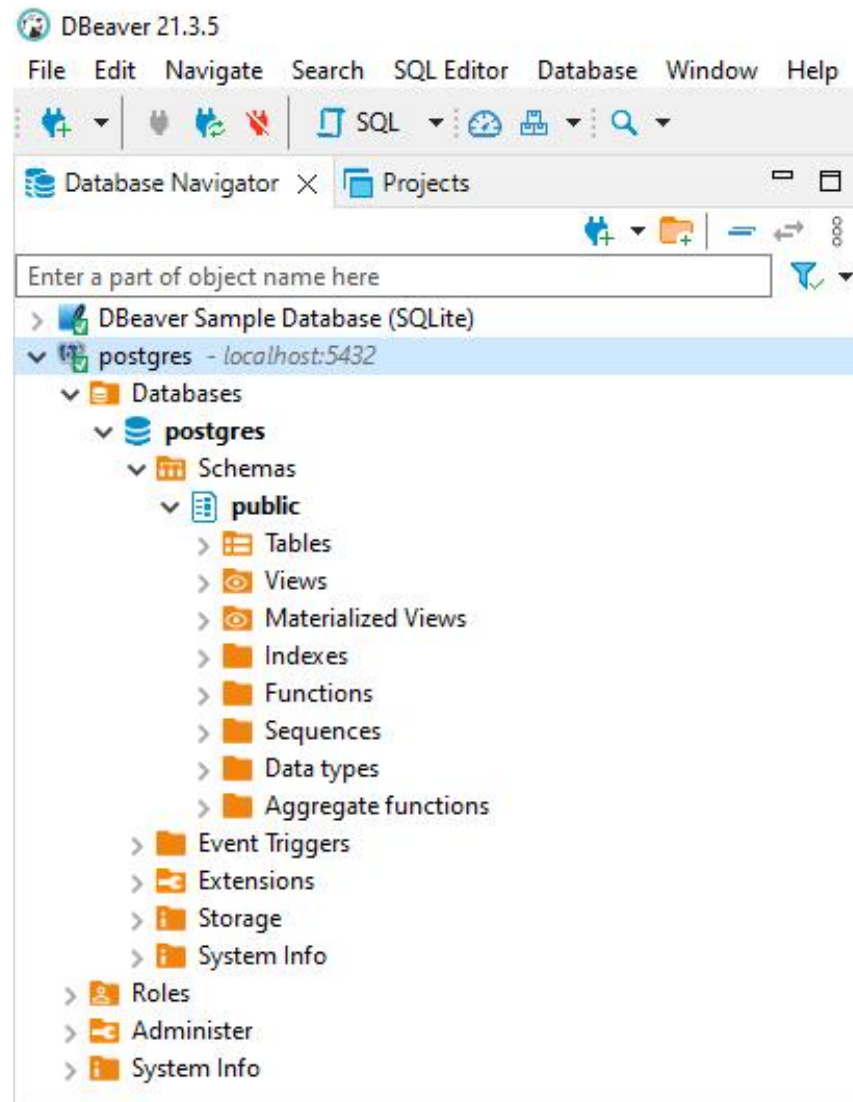 DBeaver 21.3.5
File Edit Navigate Search SQL Editor Database Window Help
SQL
Database Navigator Projects
Enter a part of object name here
DBeaver Sample Database (SQLite)
postgres - localhost:5432
Databases
postgres
Schemas
public
Tables
Views
Materialized Views
Indexes
Functions
Sequences
Data types
Aggregate functions
Event Triggers
Extensions
Storage
System Info
Roles
Administer
System Info